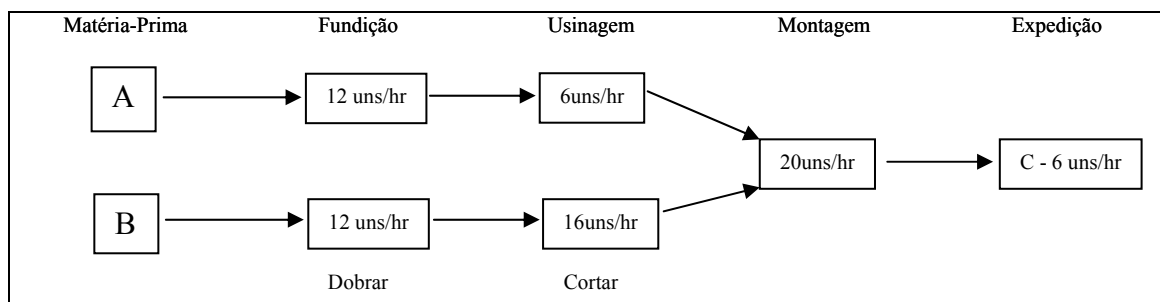 Matéria-Prima Fundição Usinagem Montagem Expedição
A 12 uns/hr 6uns/hr
20uns/hr C - 6 uns/hr
B 12 uns/hr 16uns/hr
Dobrar Cortar